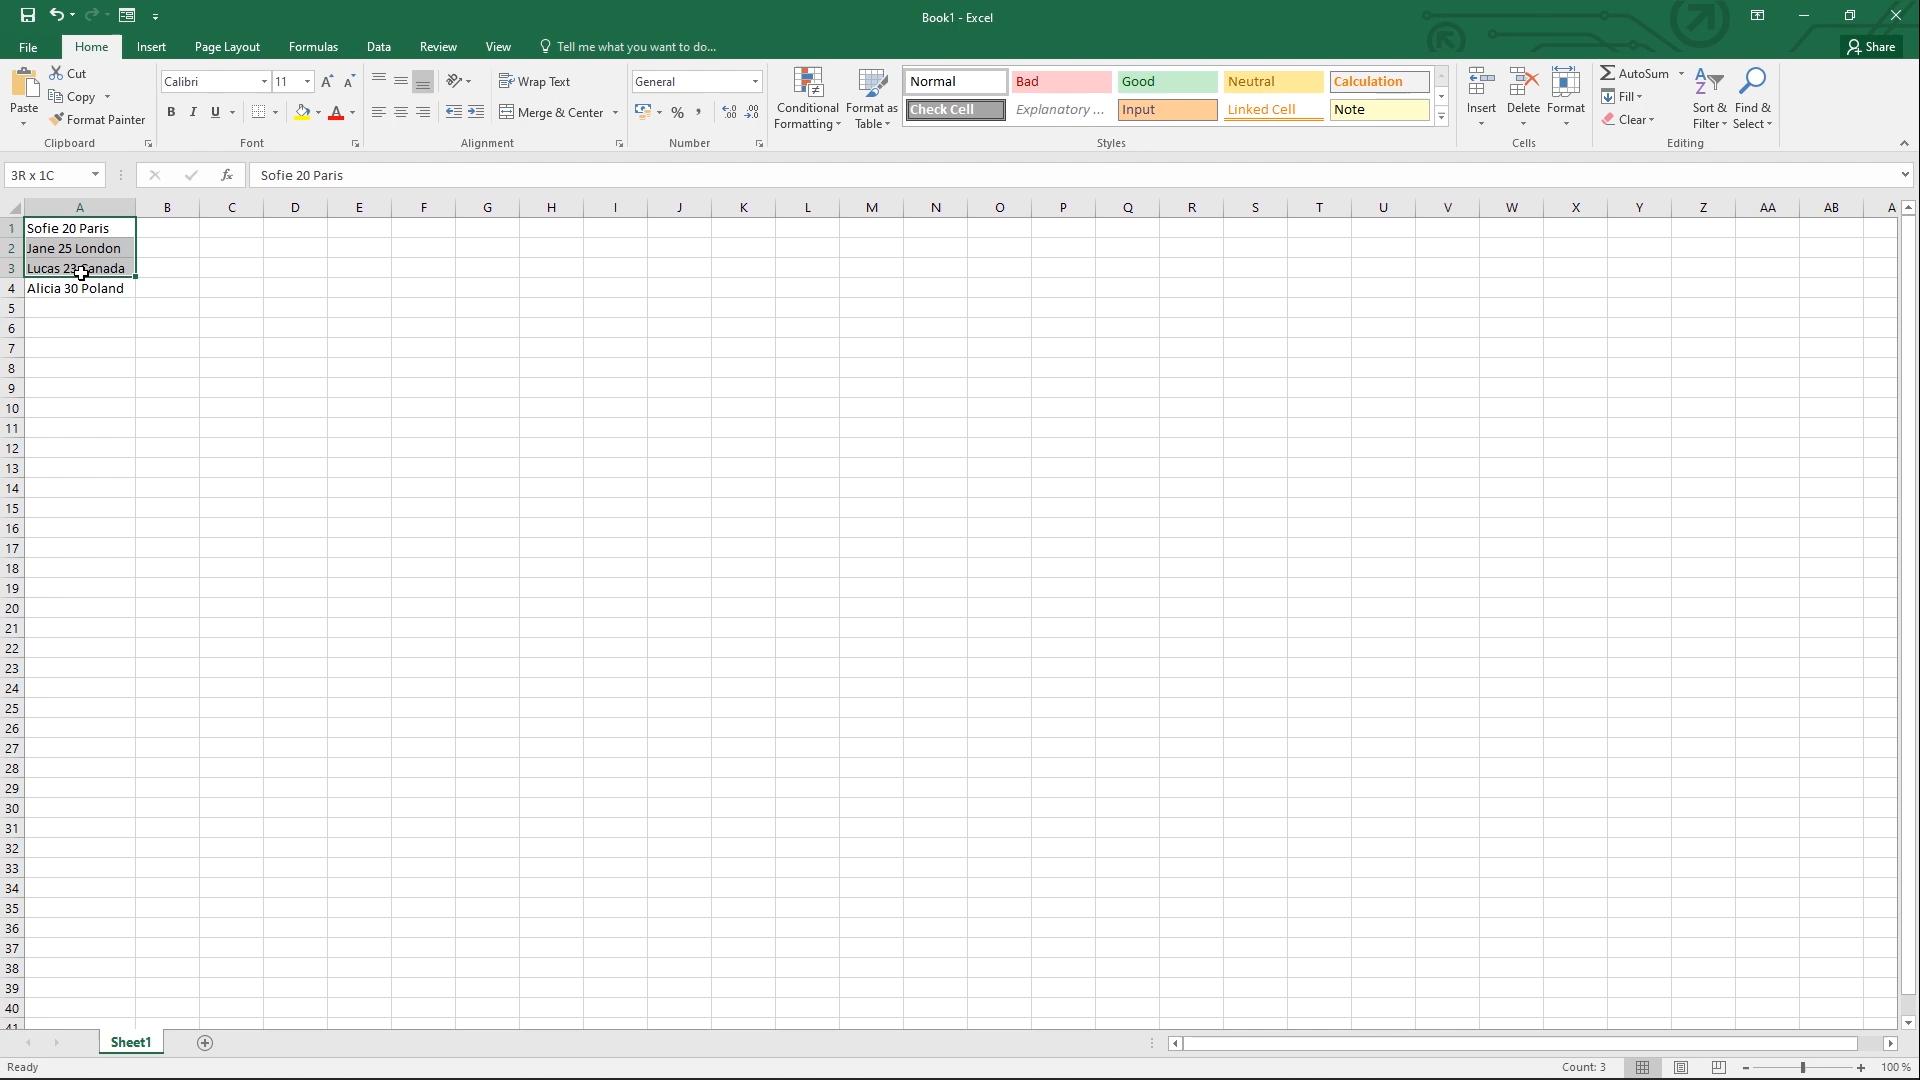 Book1 - Excel
File Home Insert Page Layout Formulas Data Review View Tell me what you want to do... Share
Paste
Cut
Copy
Format Painter
Clipboard
Calibri 11 A A
B I U A
Font
Wrap Text
Merge & Center
Alignment
General
% , .00 .0
Number
Conditional Formatting
Format as Table
Normal Bad Good Neutral Calculation
Check Cell Explanatory ... Input Linked Cell Note
Styles
Insert Delete Format
Cells
AutoSum
Fill
Clear
Sort & Filter
Find & Select
Editing
3R x 1C fx Sofie 20 Paris
A B C D E F G H I J K L M N O P Q R S T U V W X Y Z AA AB A
1 Sofie 20 Paris
2 Jane 25 London
3 Lucas 23 Canada
4 Alicia 30 Poland
5
6
7
8
9
10
11
12
13
14
15
16
17
18
19
20
21
22
23
24
25
26
27
28
29
30
31
32
33
34
35
36
37
38
39
40
41
Sheet1
Ready Count: 3 100 %